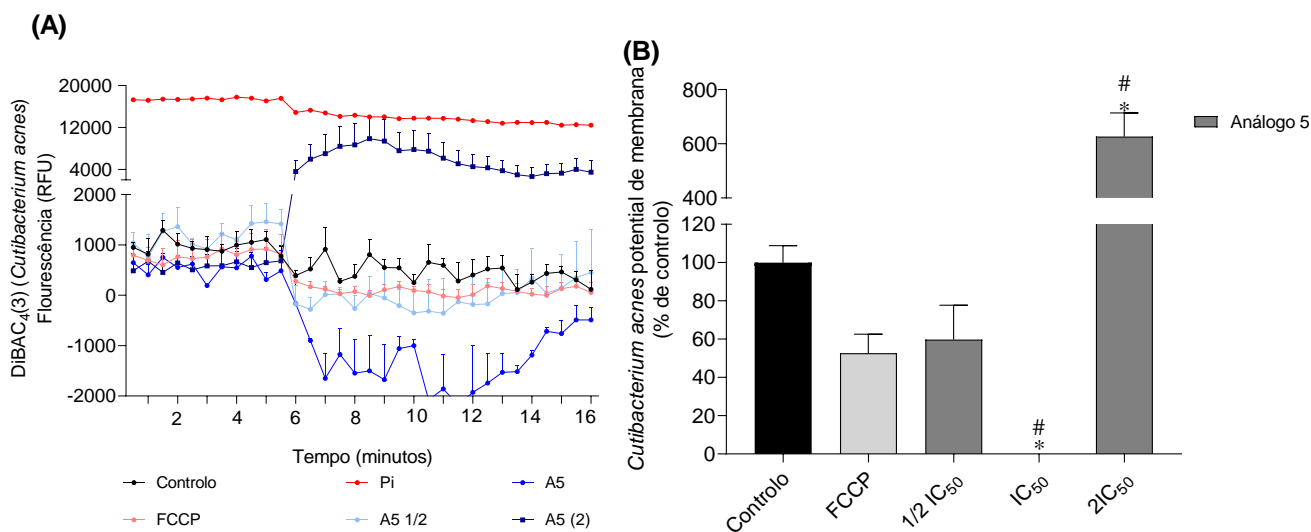 (A)
DiBAC4(3) (Cutibacterium acnes)
Flourescência (RFU)
20000
12000
4000
2000
1000
0
-1000
-2000
2 4 6 8 10 12 14 16
Tempo (minutos)
Controlo
Pi
A5
FCCP
A5 1/2
A5 (2)
(B)
Cutibacterium acnes potencial de membrana
(% de controlo)
800
600
400
120
100
80
60
40
20
0
#
*
#
*
Controlo
FCCP
1/2 IC50
IC50
2IC50
Análogo 5